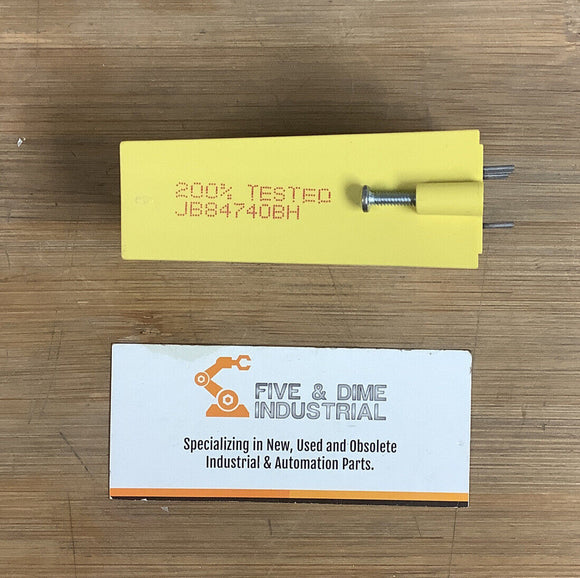 200% TESTED
JB84740BH
FIVE & DIME
INDUSTRIAL
Specializing in New, Used and Obsolete
Industrial & Automation Parts.